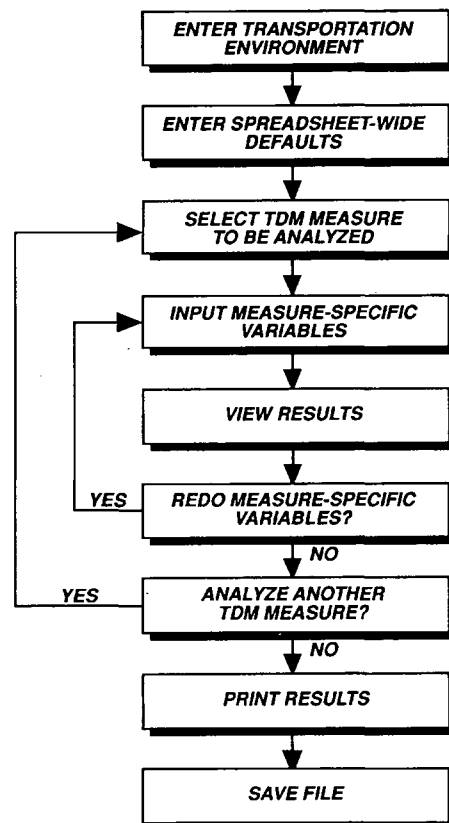 ENTER TRANSPORTATION
ENVIRONMENT
ENTER SPREADSHEET-WIDE
DEFAULTS
SELECT TDM MEASURE
TO BE ANALYZED
INPUT MEASURE-SPECIFIC
VARIABLES
VIEW RESULTS
REDO MEASURE-SPECIFIC
VARIABLES?
YES
NO
ANALYZE ANOTHER
TDM MEASURE?
YES
NO
PRINT RESULTS
SAVE FILE